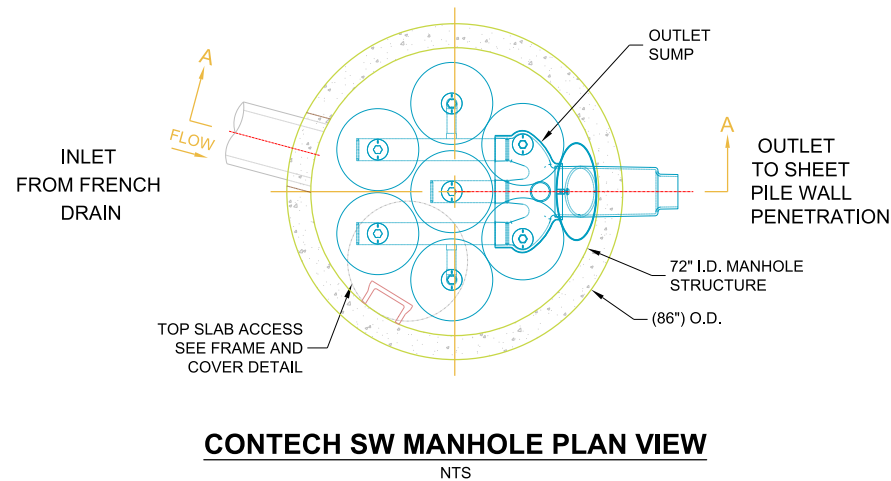 OUTLET
SUMP
A
FLOW
INLET
FROM FRENCH
DRAIN
A
OUTLET
TO SHEET
PILE WALL
PENETRATION
72" I.D. MANHOLE
STRUCTURE
(86") O.D.
TOP SLAB ACCESS
SEE FRAME AND
COVER DETAIL
CONTECH SW MANHOLE PLAN VIEW
NTS